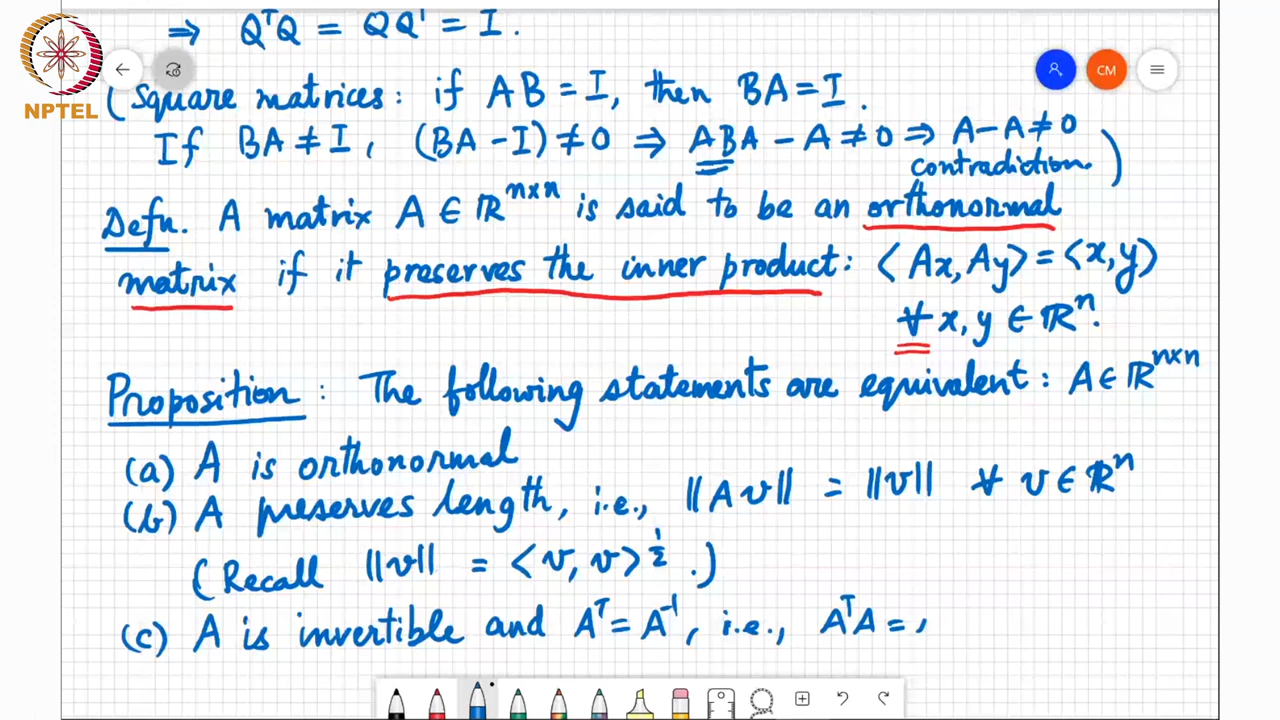 ⇒ QᵀQ = QQᵀ = I.
NPTEL
CM
(Square matrices: if AB = I, then BA = I.
If BA ≠ I, (BA - I) ≠ 0 ⇒ ABA - A ≠ 0 ⇒ A - A ≠ 0
contradiction.)
Defn. A matrix A ∈ ℝⁿˣⁿ is said to be an orthonormal
matrix if it preserves the inner product: ⟨Ax, Ay⟩ = ⟨x, y⟩
∀ x, y ∈ ℝⁿ.
Proposition: The following statements are equivalent: A ∈ ℝⁿˣⁿ
(a) A is orthonormal
(b) A preserves length, i.e., ‖Av‖ = ‖v‖ ∀ v ∈ ℝⁿ
(Recall ‖v‖ = ⟨v, v⟩^½.)
(c) A is invertible and Aᵀ = A⁻¹, i.e., AᵀA =